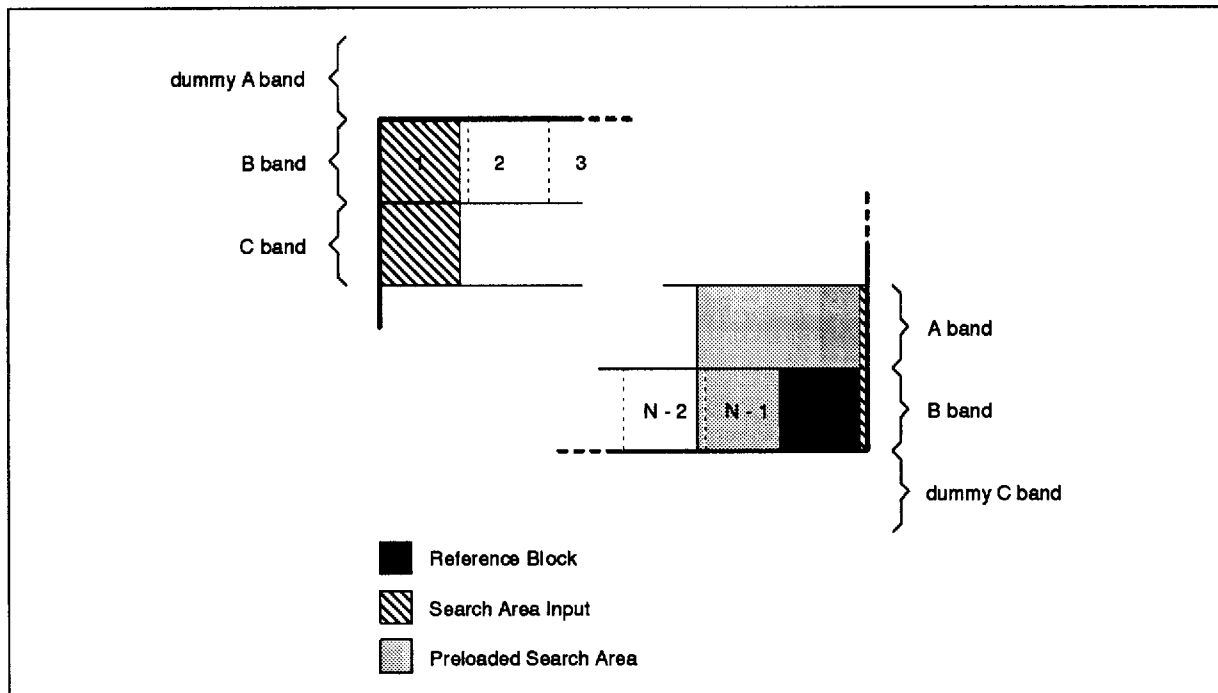 dummy A band
B band
1 2 3
C band
A band
N - 2 N - 1
B band
dummy C band
Reference Block
Search Area Input
Preloaded Search Area